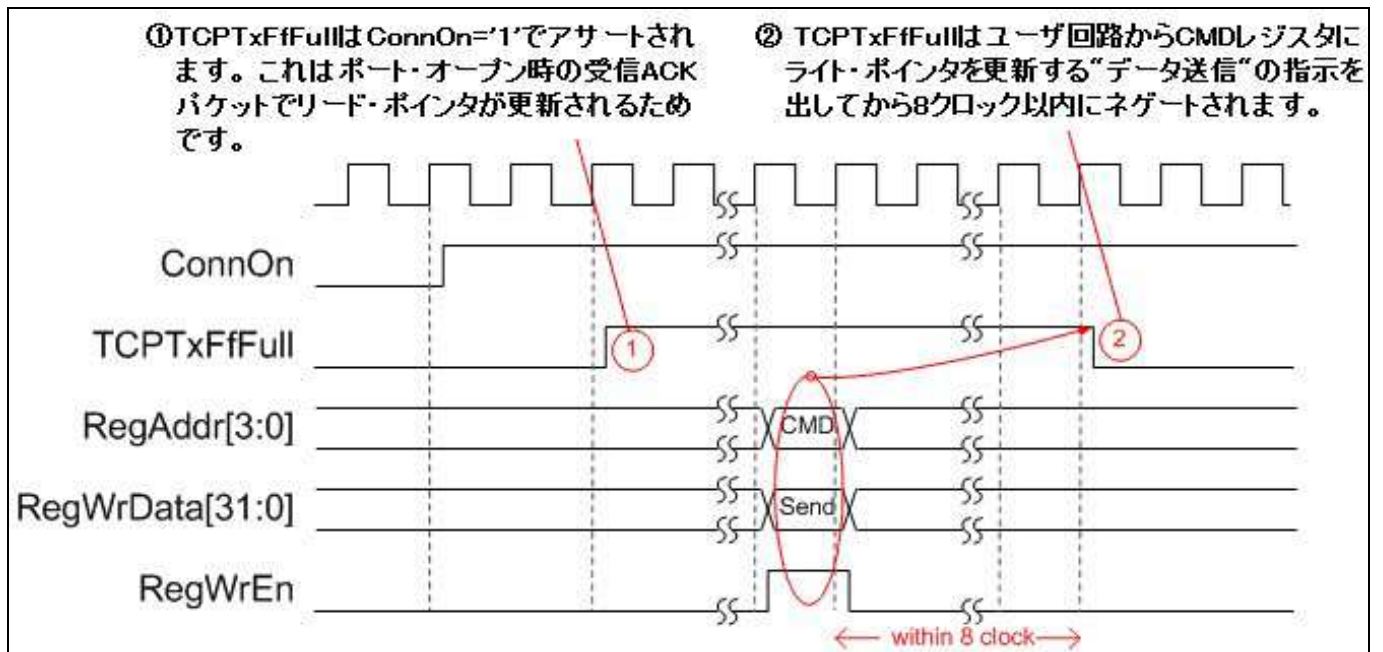 ①TCPTxFfFullはConnOn='1'でアサートされ
ます。これはポート・オープン時の受信ACK
パケットでリード・ポインタが更新されるため
です。
② TCPTxFfFullはユーザ回路からCMDレジスタに
ライト・ポインタを更新する“データ送信”の指示を
出してから8クロック以内にネゲートされます。
ConnOn
TCPTxFfFull
1
2
RegAddr[3:0]
CMD
RegWrData[31:0]
Send
RegWrEn
within 8 clock